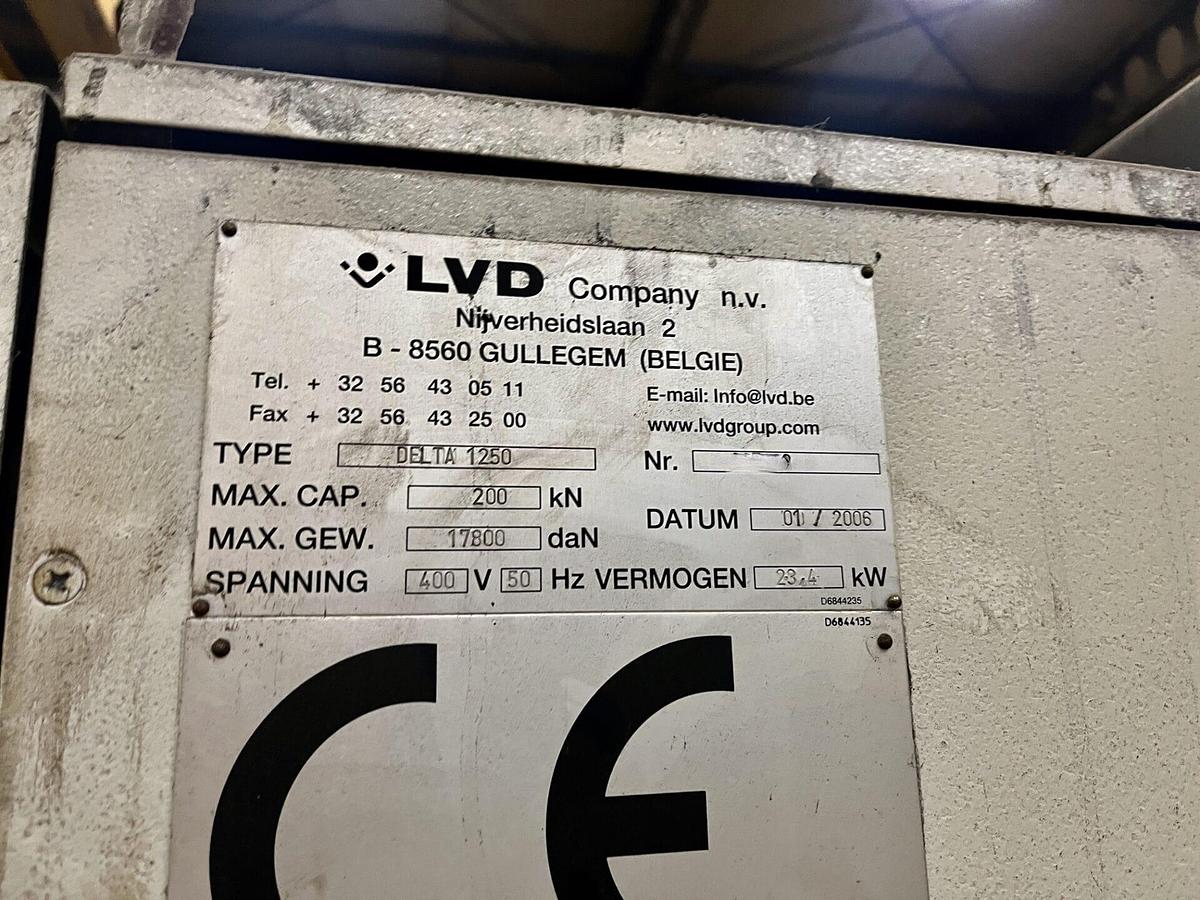 LVD Company n.v.
Nijverheidslaan 2
B - 8560 GULLEGEM (BELGIE)
Tel. + 32 56 43 05 11
E-mail: Info@lvd.be
Fax + 32 56 43 25 00
www.lvdgroup.com
TYPE DELTA 1250
Nr.
MAX. CAP. 200 kN
DATUM 01 / 2006
MAX. GEW. 17800 daN
SPANNING 400 V 50 Hz VERMOGEN 23.4 kW
D6844235
D6844135
CE